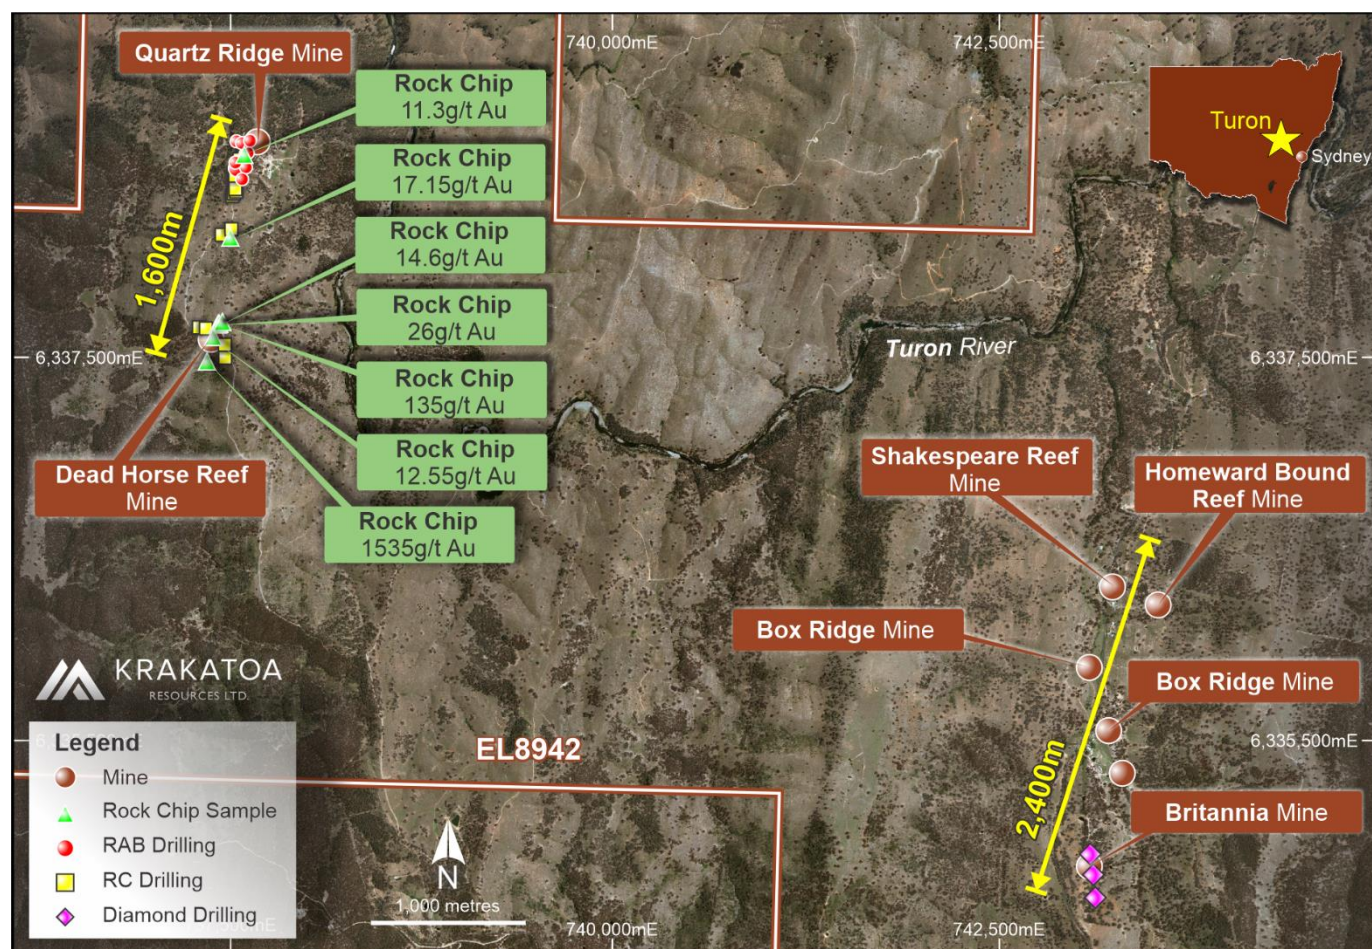 740,000mE
742,500mE
Quartz Ridge Mine
Rock Chip
11.3g/t Au
Rock Chip
17.15g/t Au
Rock Chip
14.6g/t Au
Rock Chip
26g/t Au
Rock Chip
135g/t Au
Rock Chip
12.55g/t Au
Rock Chip
1535g/t Au
Turon
Sydney
1,600m
6,337,500mE
Turon River
6,337,500mE
Dead Horse Reef
Mine
Shakespeare Reef
Mine
Homeward Bound
Reef Mine
Box Ridge Mine
Box Ridge Mine
2,400m
6,335,500mE
Britannia Mine
EL8942
KRAKATOA
RESOURCES LTD.
Legend
Mine
Rock Chip Sample
RAB Drilling
RC Drilling
Diamond Drilling
N
1,000 metres
740,000mE
742,500mE